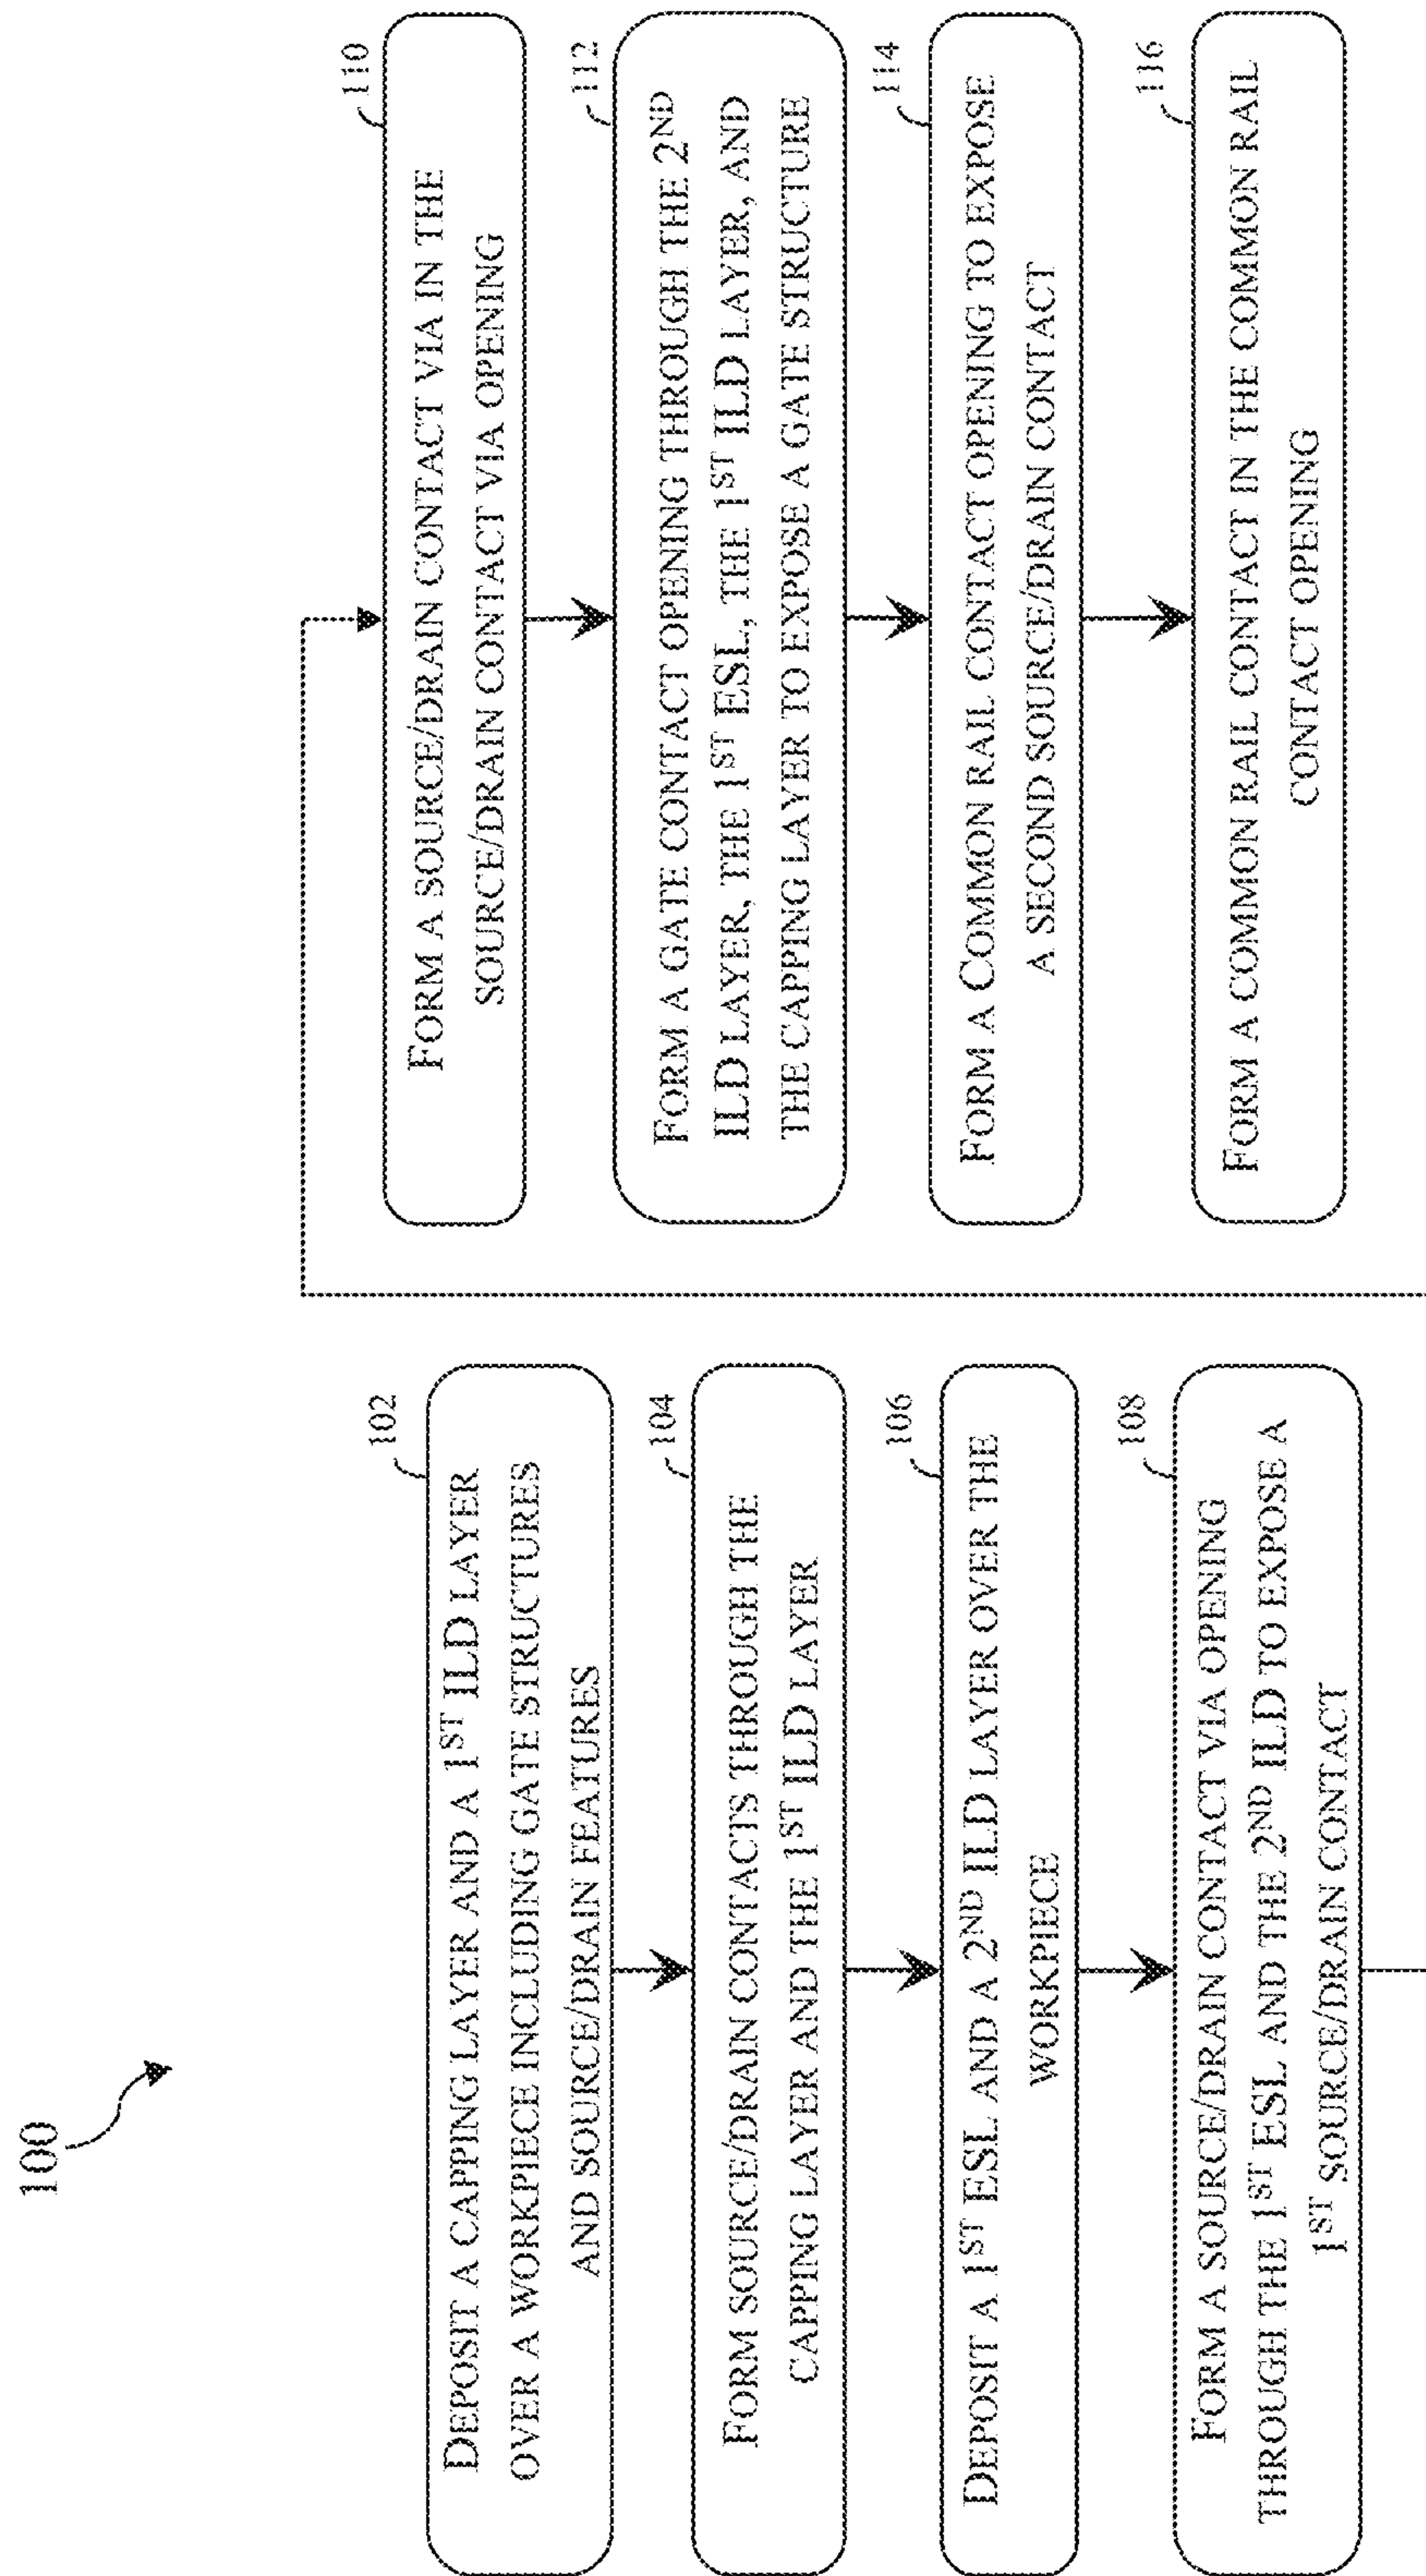 100
102
DEPOSIT A CAPPING LAYER AND A 1ST ILD LAYER
OVER A WORKPIECE INCLUDING GATE STRUCTURES
AND SOURCE/DRAIN FEATURES
104
FORM SOURCE/DRAIN CONTACTS THROUGH THE
CAPPING LAYER AND THE 1ST ILD LAYER
106
DEPOSIT A 1ST ESL AND A 2ND ILD LAYER OVER THE
WORKPIECE
108
FORM A SOURCE/DRAIN CONTACT VIA OPENING
THROUGH THE 1ST ESL AND THE 2ND ILD TO EXPOSE A
1ST SOURCE/DRAIN CONTACT
110
FORM A SOURCE/DRAIN CONTACT VIA IN THE
SOURCE/DRAIN CONTACT VIA OPENING
112
FORM A GATE CONTACT OPENING THROUGH THE 2ND
ILD LAYER, THE 1ST ESL, THE 1ST ILD LAYER, AND
THE CAPPING LAYER TO EXPOSE A GATE STRUCTURE
114
FORM A COMMON RAIL CONTACT OPENING TO EXPOSE
A SECOND SOURCE/DRAIN CONTACT
116
FORM A COMMON RAIL CONTACT IN THE COMMON RAIL
CONTACT OPENING